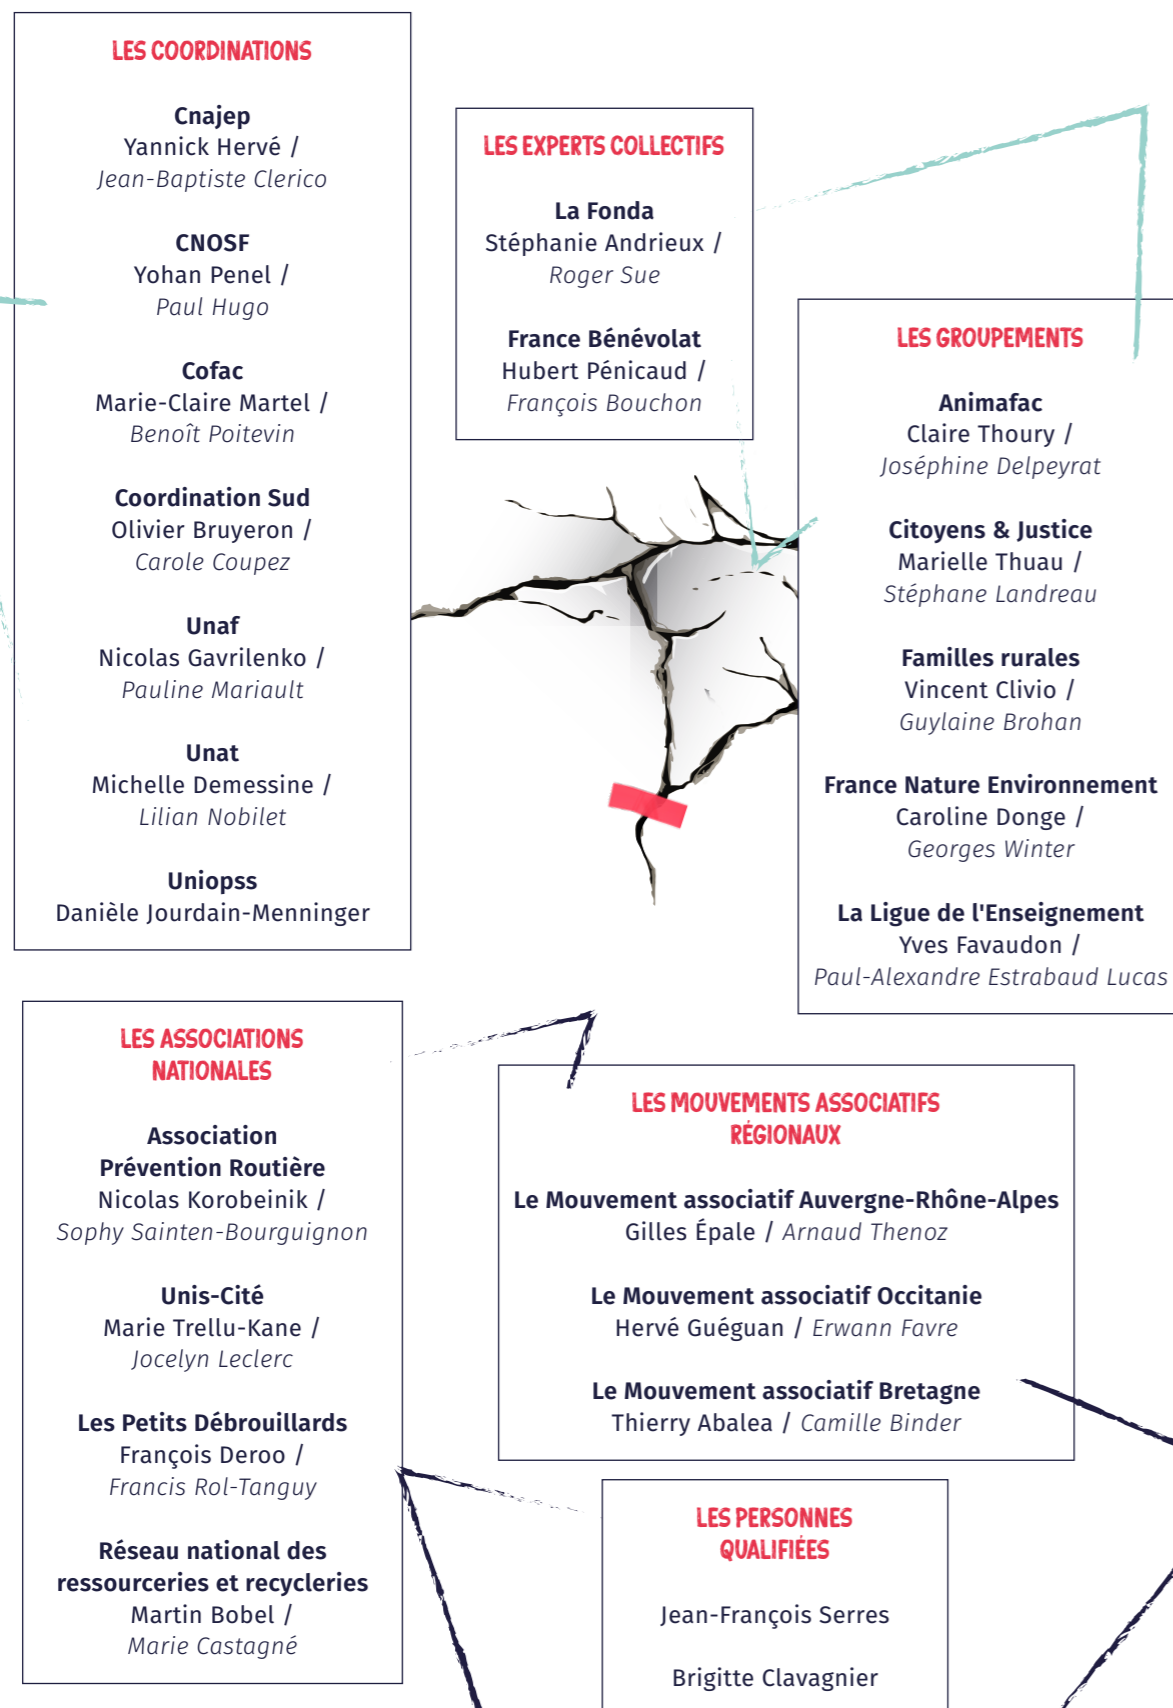 LES COORDINATIONS
Cnajep
Yannick Hervé /
Jean-Baptiste Clerico
CNOSF
Yohan Penel /
Paul Hugo
Cofac
Marie-Claire Martel /
Benoît Poitevin
Coordination Sud
Olivier Bruyeron /
Carole Coupez
Unaf
Nicolas Gavrilenko /
Pauline Mariault
Unat
Michelle Demessine /
Lilian Nobilet
Uniopss
Danièle Jourdain-Menninger
LES EXPERTS COLLECTIFS
La Fonda
Stéphanie Andrieux /
Roger Sue
France Bénévolat
Hubert Pénicaud /
François Bouchon
LES GROUPEMENTS
Animafac
Claire Thoury /
Joséphine Delpeyrat
Citoyens & Justice
Marielle Thuau /
Stéphane Landreau
Familles rurales
Vincent Clivio /
Guylaine Brohan
France Nature Environnement
Caroline Donge /
Georges Winter
La Ligue de l'Enseignement
Yves Favaudon /
Paul-Alexandre Estrabaud Lucas
LES ASSOCIATIONS
NATIONALES
Association
Prévention Routière
Nicolas Korobeinik /
Sophy Sainten-Bourguignon
Unis-Cité
Marie Trellu-Kane /
Jocelyn Leclerc
Les Petits Débrouillards
François Deroo /
Francis Rol-Tanguy
Réseau national des
ressourceries et recycleries
Martin Bobel /
Marie Castagné
LES MOUVEMENTS ASSOCIATIFS
RÉGIONAUX
Le Mouvement associatif Auvergne-Rhône-Alpes
Gilles Épale / Arnaud Thenoz
Le Mouvement associatif Occitanie
Hervé Guéguan / Erwann Favre
Le Mouvement associatif Bretagne
Thierry Abalea / Camille Binder
LES PERSONNES
QUALIFIÉES
Jean-François Serres
Brigitte Clavagnier